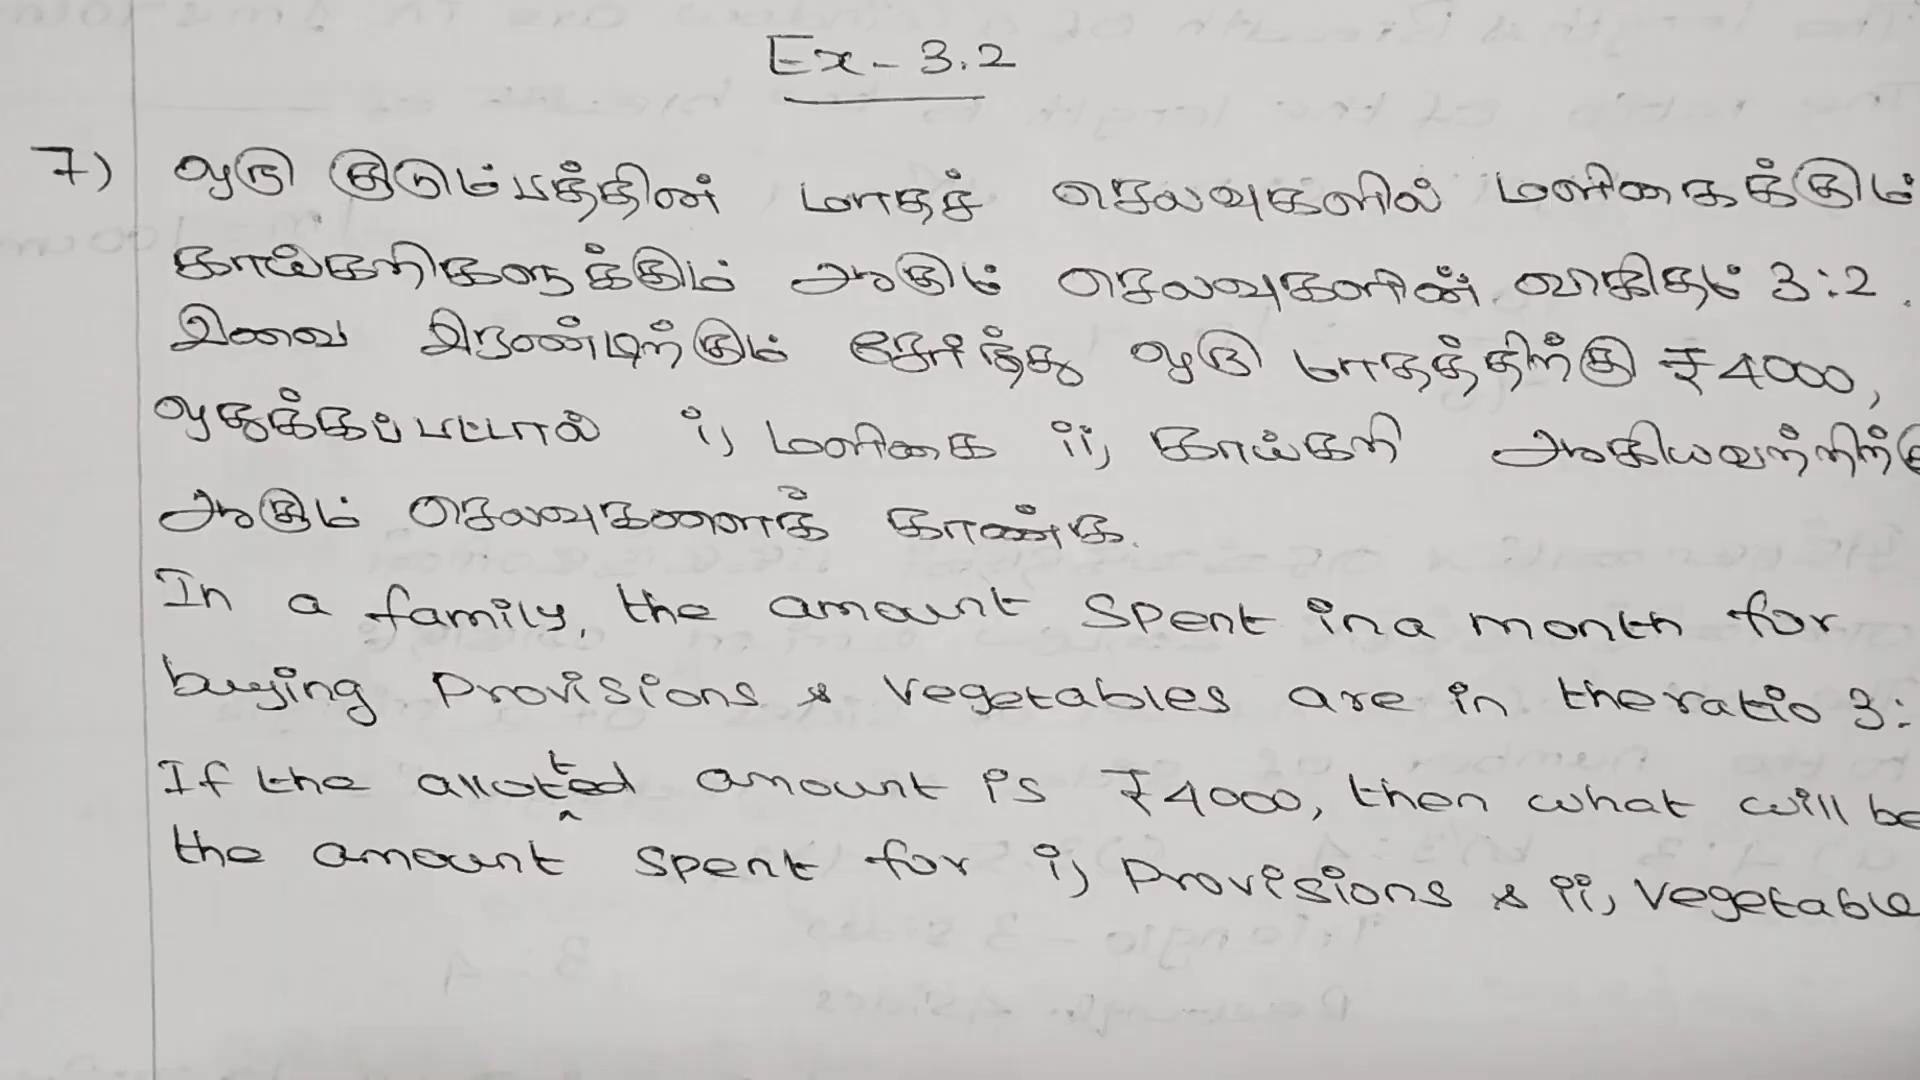 Ex - 3.2
7) ஒரு குடும்பத்தின் மாதச் செலவுகளில் மளிகைக்கும்
காய்கறிகளுக்கும் ஆகும் செலவுகளின் விகிதம் 3:2.
இவை இரண்டிற்கும் சேர்த்து ஒரு மாதத்திற்கு ₹4000,
ஒதுக்கப்பட்டால் i) மளிகை ii) காய்கறி ஆகியவற்றிற்கு
ஆகும் செலவுகளைக் காண்க.
In a family, the amount spent in a month for
buying Provisions & Vegetables are in the ratio 3:
If the allotted amount is ₹4000, then what will be
the amount spent for i) Provisions & ii) Vegetable